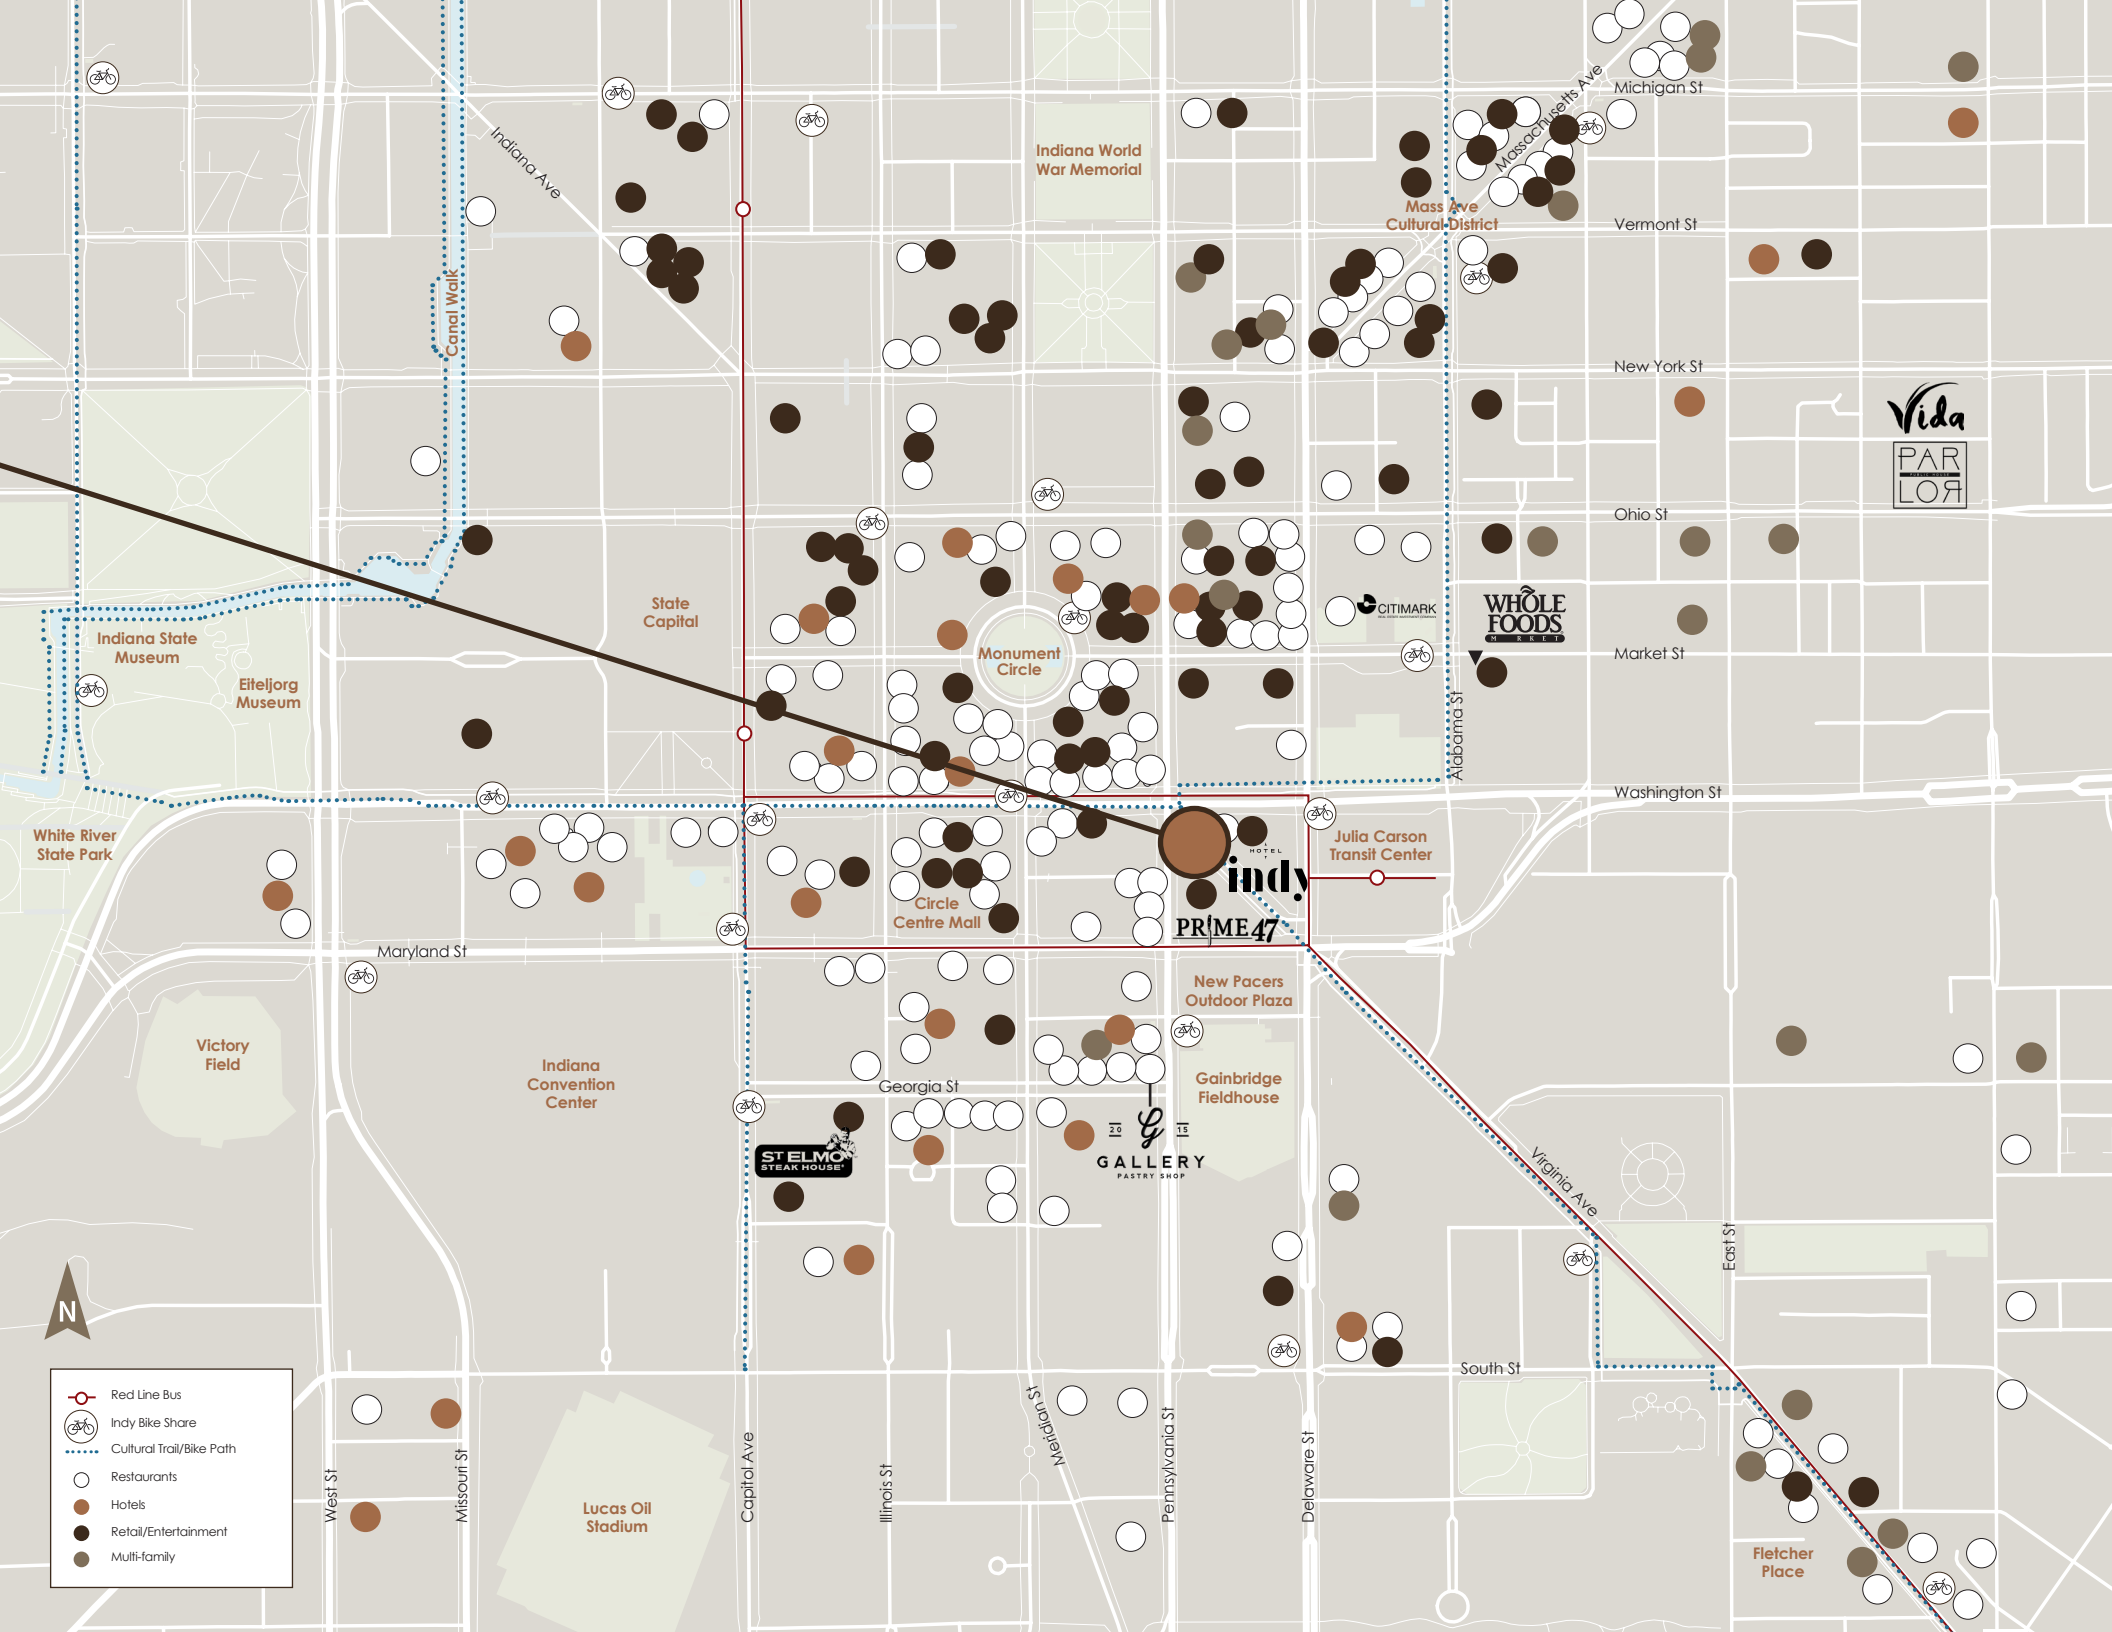 Michigan St
Massachusetts Ave
Indiana Ave
Indiana World
War Memorial
Mass Ave
Cultural District
Vermont St
Canal Walk
New York St
Vida
PAR
LOR
Ohio St
State
Capital
CITIMARK
WHOLE
FOODS
MARKET
Indiana State
Museum
Monument
Circle
Market St
Eiteljorg
Museum
Alabama St
Washington St
White River
State Park
Julia Carson
Transit Center
HOTEL
indy
Circle
Centre Mall
PRIME 47
Maryland St
New Pacers
Outdoor Plaza
Victory
Field
Indiana
Convention
Center
Georgia St
Gainbridge
Fieldhouse
20 G 15
GALLERY
PASTRY SHOP
ST ELMO
STEAK HOUSE
Virginia Ave
East St
N
South St
Red Line Bus
Indy Bike Share
Cultural Trail/Bike Path
Restaurants
Hotels
Retail/Entertainment
Multi-family
West St
Missouri St
Lucas Oil
Stadium
Capitol Ave
Illinois St
Meridian St
Pennsylvania St
Delaware St
Fletcher
Place